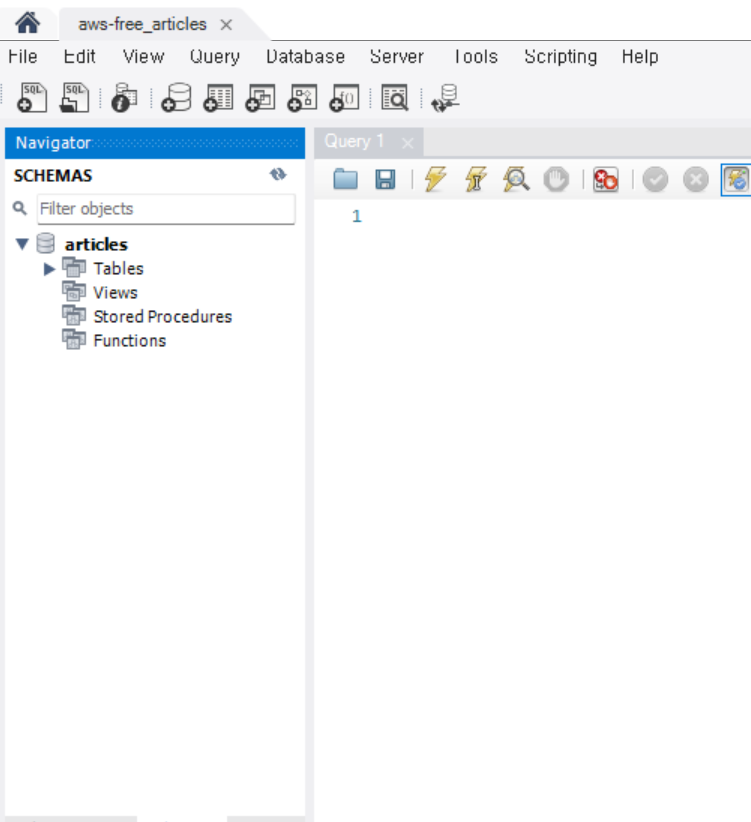 aws-free_articles
File Edit View Query Database Server Tools Scripting Help
SQL SQL
Navigator
Query 1
SCHEMAS
Filter objects
1
articles
Tables
Views
Stored Procedures
Functions